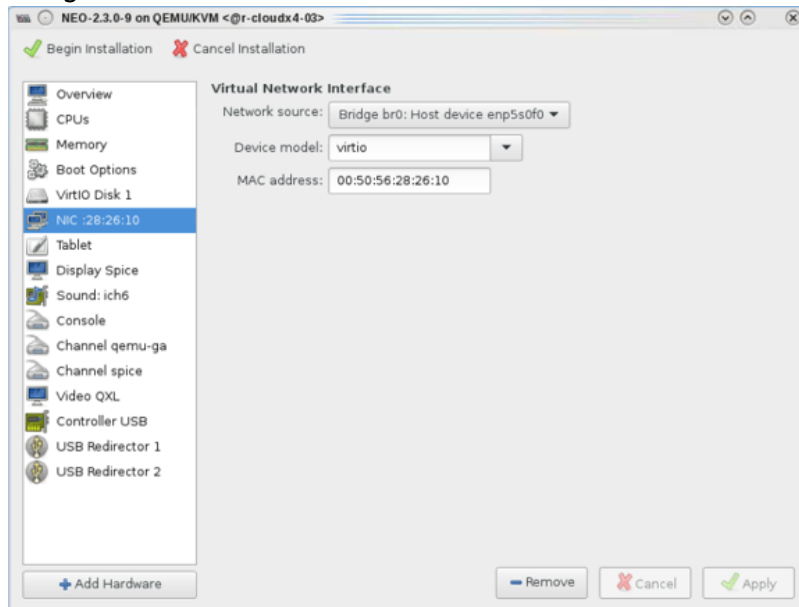 NEO-2.3.0-9 on QEMU/KVM <@r-cloudx4-03>
Begin Installation Cancel Installation
Overview
CPUs
Memory
Boot Options
VirtIO Disk 1
NIC :28:26:10
Tablet
Display Spice
Sound: ich6
Console
Channel qemu-ga
Channel spice
Video QXL
Controller USB
USB Redirector 1
USB Redirector 2
Add Hardware
Virtual Network Interface
Network source: Bridge br0: Host device enp5s0f0
Device model: virtio
MAC address: 00:50:56:28:26:10
Remove Cancel Apply